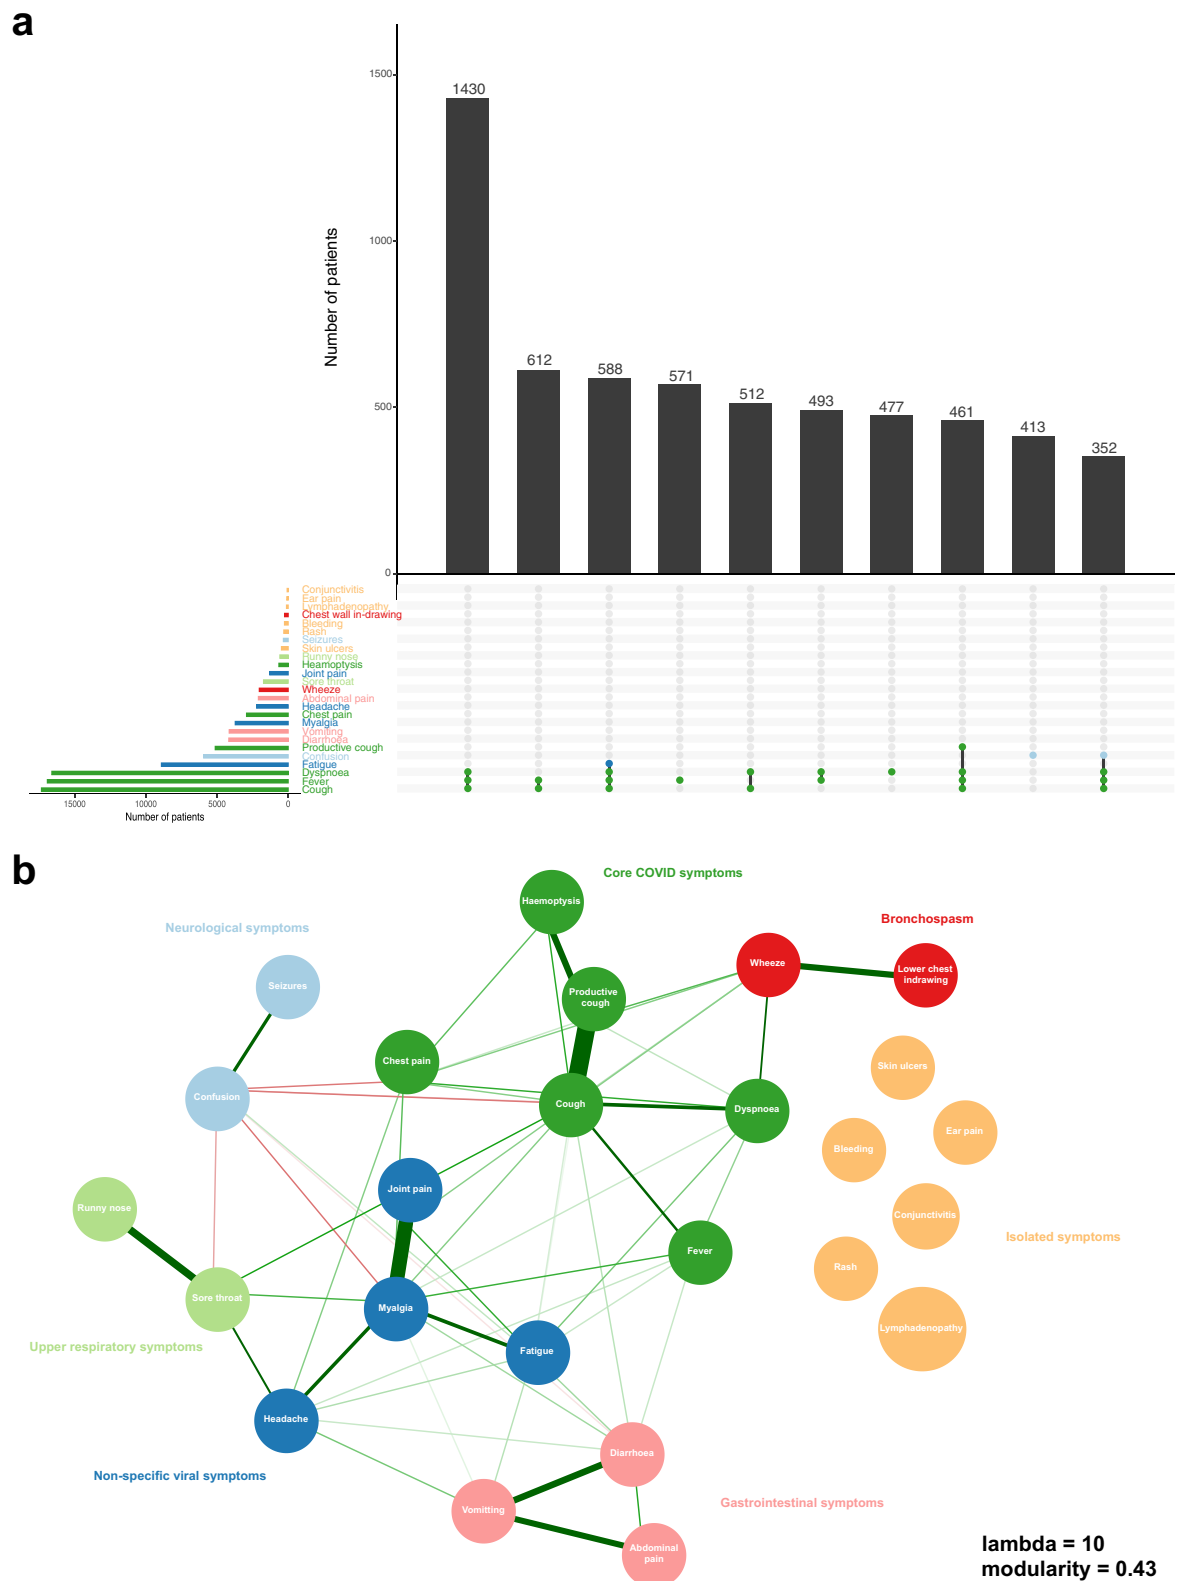 a
Number of patients
1500
1000
500
0
1430
612
588
571
512
493
477
461
413
352
Conjunctivitis
Ear pain
Lymphadenopathy
Chest wall in-drawing
Bleeding
Rash
Seizures
Skin ulcers
Runny nose
Heamoptysis
Joint pain
Sore throat
Wheeze
Abdominal pain
Headache
Chest pain
Myalgia
Vomiting
Diarrhoea
Productive cough
Confusion
Fatigue
Dyspnoea
Fever
Cough
15000
10000
5000
0
Number of patients
b
Core COVID symptoms
Neurological symptoms
Bronchospasm
Haemoptysis
Wheeze
Lower chest
indrawing
Seizures
Productive
cough
Chest pain
Skin ulcers
Confusion
Cough
Dyspnoea
Ear pain
Bleeding
Joint pain
Runny nose
Conjunctivitis
Isolated symptoms
Fever
Rash
Sore throat
Myalgia
Lymphadenopathy
Upper respiratory symptoms
Fatigue
Headache
Diarrhoea
Non-specific viral symptoms
Gastrointestinal symptoms
Vomitting
Abdominal
pain
lambda = 10
modularity = 0.43